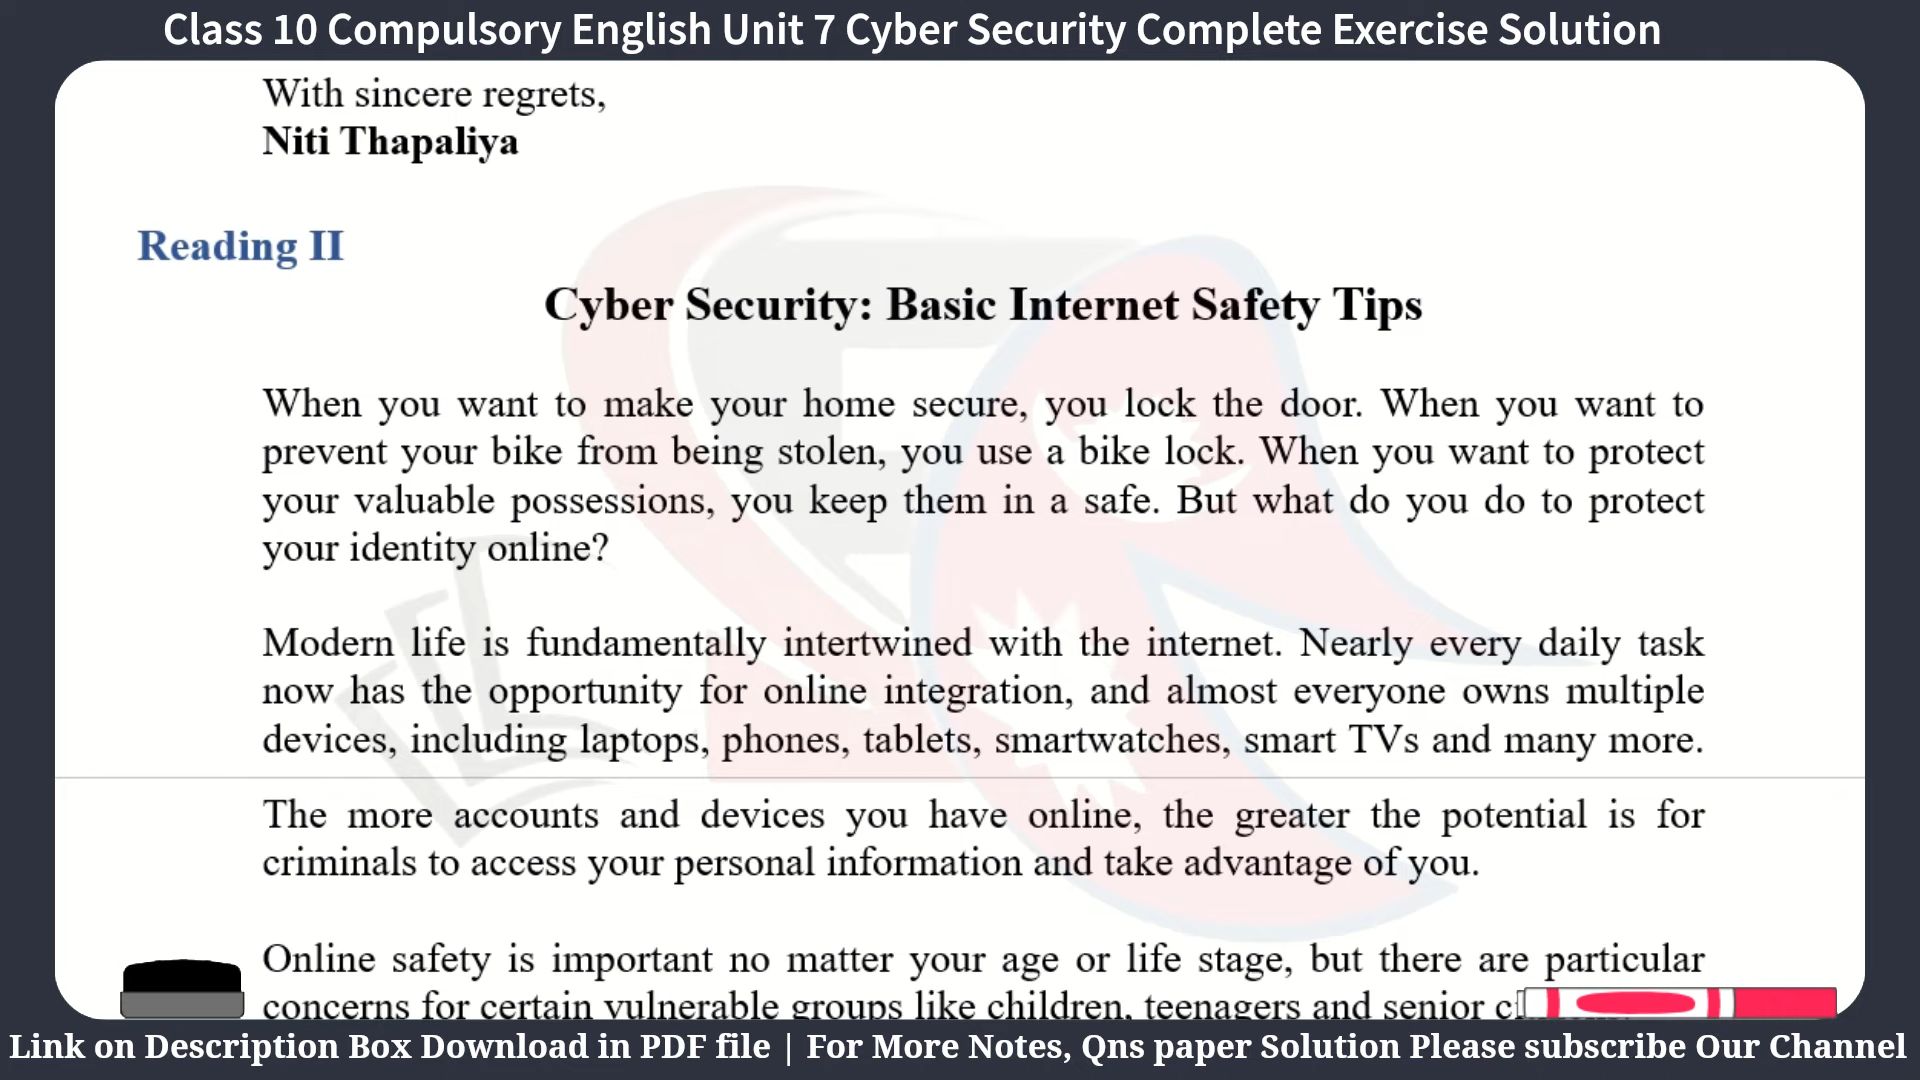 Class 10 Compulsory English Unit 7 Cyber Security Complete Exercise Solution
With sincere regrets,
Niti Thapaliya
Reading II
Cyber Security: Basic Internet Safety Tips
When you want to make your home secure, you lock the door. When you want to
prevent your bike from being stolen, you use a bike lock. When you want to protect
your valuable possessions, you keep them in a safe. But what do you do to protect
your identity online?
Modern life is fundamentally intertwined with the internet. Nearly every daily task
now has the opportunity for online integration, and almost everyone owns multiple
devices, including laptops, phones, tablets, smartwatches, smart TVs and many more.
The more accounts and devices you have online, the greater the potential is for
criminals to access your personal information and take advantage of you.
Online safety is important no matter your age or life stage, but there are particular
concerns for certain vulnerable groups like children, teenagers and senior
Link on Description Box Download in PDF file | For More Notes, Qns paper Solution Please subscribe Our Channel